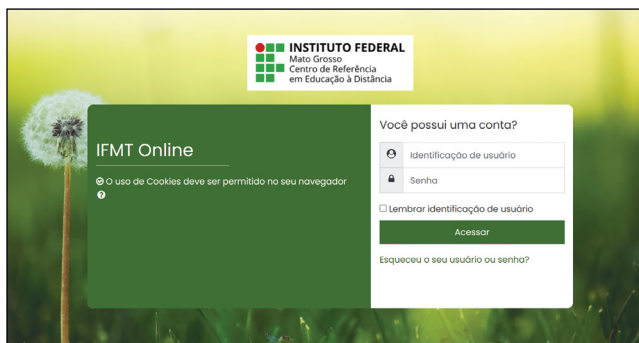 INSTITUTO FEDERAL
Mato Grosso
Centro de Referência
em Educação à Distância
IFMT Online
O uso de Cookies deve ser permitido no seu navegador
Você possui uma conta?
Identificação de usuário
Senha
Lembrar identificação de usuário
Acessar
Esqueceu o seu usuário ou senha?